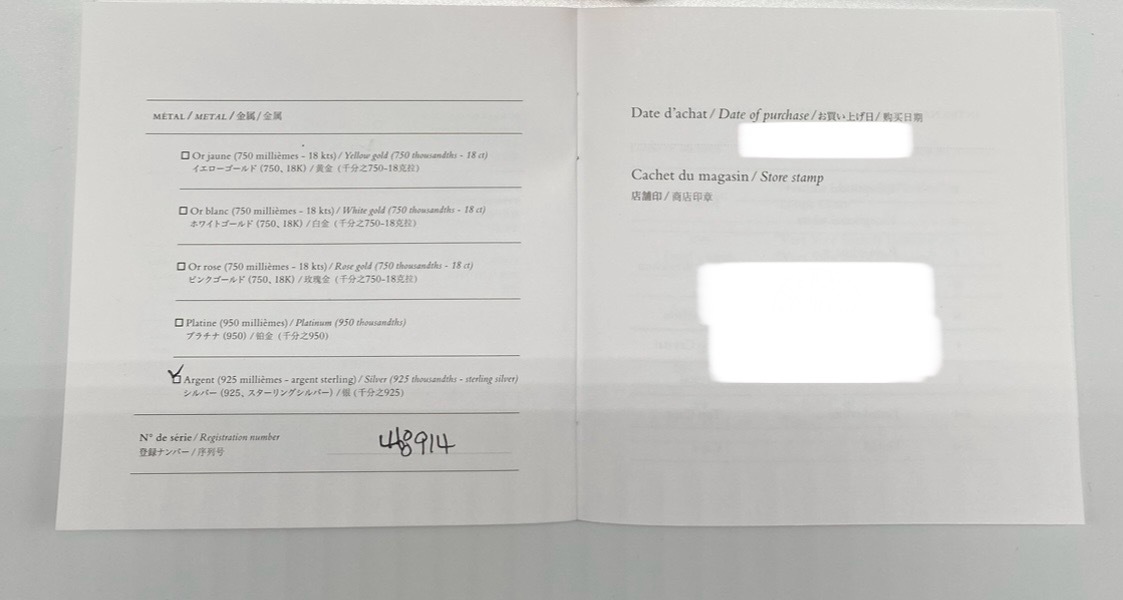 MÉTAL / METAL / 金属 / 金属
Or jaune (750 millièmes - 18 kts) / Yellow gold (750 thousandths - 18 ct)
イエローゴールド (750、18K) / 黄金 (千分之750-18克拉)
Or blanc (750 millièmes - 18 kts) / White gold (750 thousandths - 18 ct)
ホワイトゴールド (750、18K) / 白金 (千分之750-18克拉)
Or rose (750 millièmes - 18 kts) / Rose gold (750 thousandths - 18 ct)
ピンクゴールド (750、18K) / 玫瑰金 (千分之750-18克拉)
Platine (950 millièmes) / Platinum (950 thousandths)
プラチナ (950) / 铂金 (千分之950)
Argent (925 millièmes - argent sterling) / Silver (925 thousandths - sterling silver)
シルバー (925、スターリングシルバー) / 银 (千分之925)
N° de série / Registration number
登録ナンバー / 序列号
48914
Date d'achat / Date of purchase / お買い上げ日 / 购买日期
Cachet du magasin / Store stamp
店舗印 / 商店印章